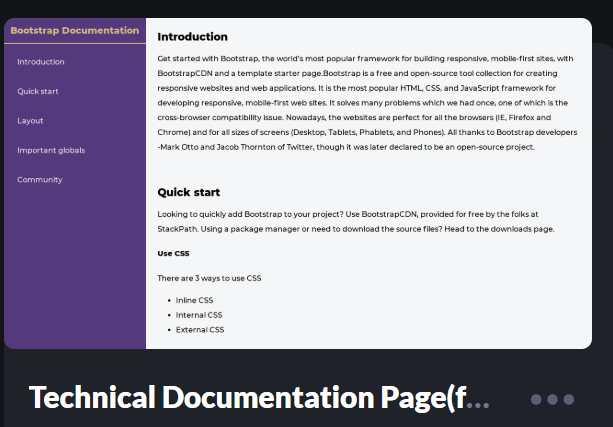 Bootstrap Documentation
Introduction
Quick start
Layout
Important globals
Community
Introduction
Get started with Bootstrap, the world's most popular framework for building responsive, mobile-first sites, with
BootstrapCDN and a template starter page.Bootstrap is a free and open-source tool collection for creating
responsive websites and web applications. It is the most popular HTML, CSS, and JavaScript framework for
developing responsive, mobile-first web sites. It solves many problems which we had once, one of which is the
cross-browser compatibility issue. Nowadays, the websites are perfect for all the browsers (IE, Firefox and
Chrome) and for all sizes of screens (Desktop, Tablets, Phablets, and Phones). All thanks to Bootstrap developers
-Mark Otto and Jacob Thornton of Twitter, though it was later declared to be an open-source project.
Quick start
Looking to quickly add Bootstrap to your project? Use BootstrapCDN, provided for free by the folks at
StackPath. Using a package manager or need to download the source files? Head to the downloads page.
Use CSS
There are 3 ways to use CSS
• Inline CSS
• Internal CSS
• External CSS
Technical Documentation Page(f...